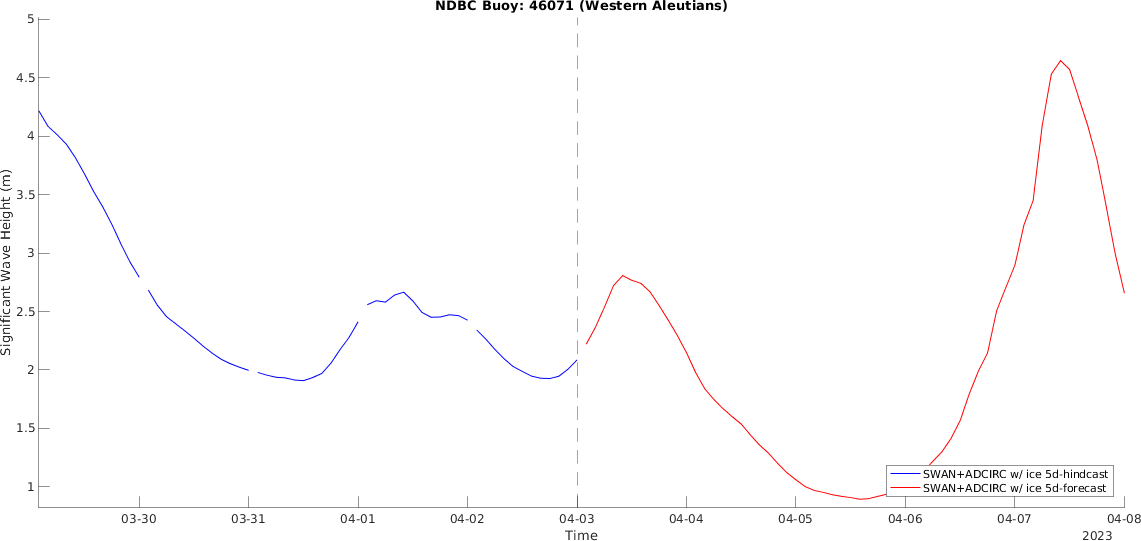 NDBC Buoy: 46071 (Western Aleutians)
Significant Wave Height (m)
5
4.5
4
3.5
3
2.5
2
1.5
1
SWAN+ADCIRC w/ ice 5d-hindcast
SWAN+ADCIRC w/ ice 5d-forecast
03-30 03-31 04-01 04-02 04-03 04-04 04-05 04-06 04-07 04-08
Time
2023